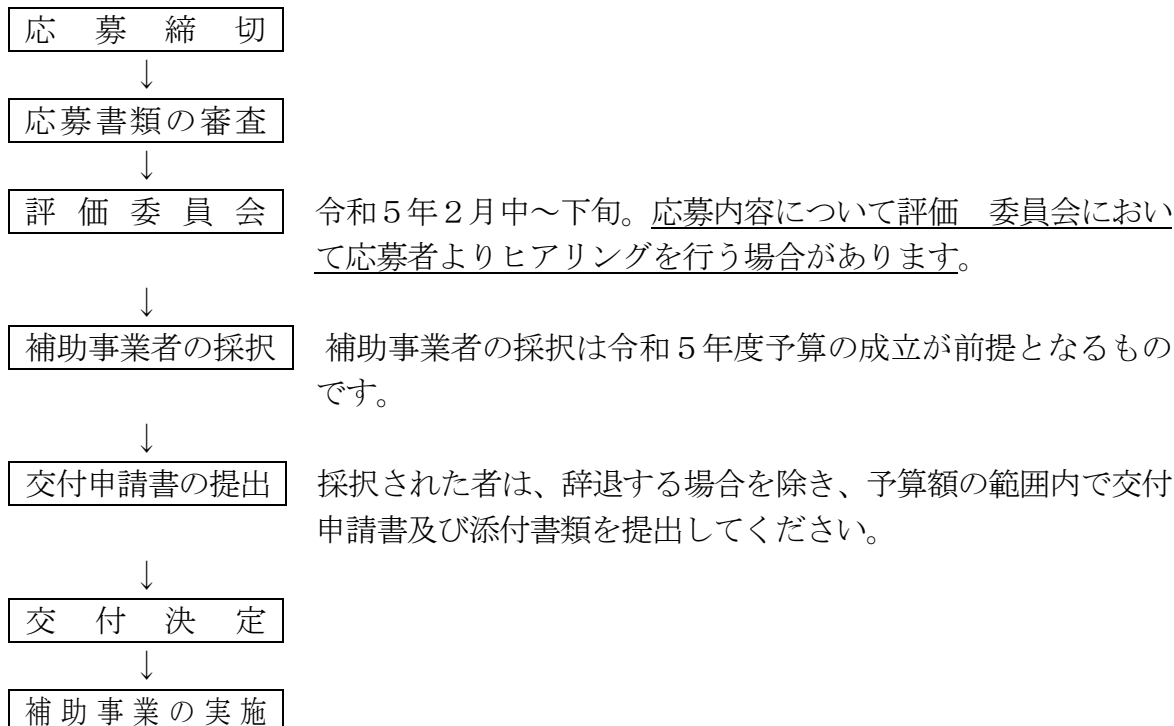 応募締切
↓
応募書類の審査
↓
評価委員会 令和５年２月中～下旬。応募内容について評価　委員会におい
て応募者よりヒアリングを行う場合があります。
↓
補助事業者の採択 補助事業者の採択は令和５年度予算の成立が前提となるもの
です。
↓
交付申請書の提出 採択された者は、辞退する場合を除き、予算額の範囲内で交付
申請書及び添付書類を提出してください。
↓
交付決定
↓
補助事業の実施